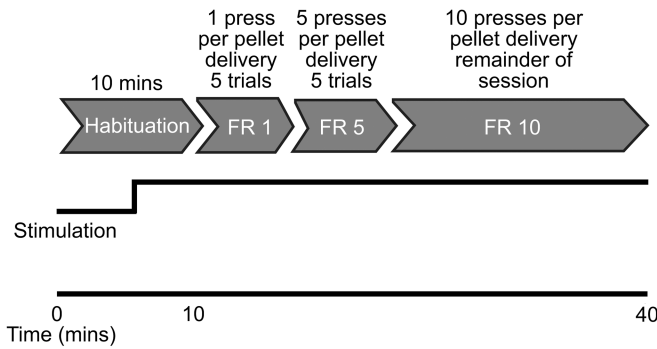 10 mins
1 press
per pellet
delivery
5 trials
5 presses
per pellet
delivery
5 trials
10 presses per
pellet delivery
remainder of
session
Habituation
FR 1
FR 5
FR 10
Stimulation
0
10
40
Time (mins)